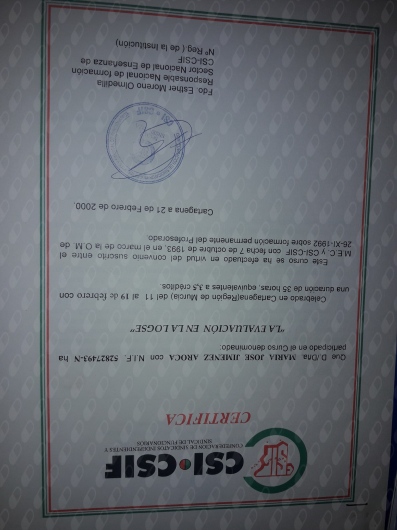 CSI•CSIF
CONFEDERACIÓN DE SINDICATOS INDEPENDIENTES Y
SINDICAL DE FUNCIONARIOS
CERTIFICA
Que D./Dña. MARIA JOSE JIMENEZ AROCA con N.I.F. 52827493-N ha
participado en el Curso denominado:
"LA EVALUACIÓN EN LA LOGSE"
Celebrado en Cartagena(Región de Murcia) del 11 al 19 de febrero con
una duración de 35 horas, equivalentes a 3,5 créditos.
Este curso se ha efectuado en virtud del convenio suscrito entre el
M.E.C. y CSI-CSIF, con fecha 7 de octubre de 1993, en el marco de la O.M. de
26-XI-1992 sobre formación permanente del Profesorado.
Cartagena a 21 de Febrero de 2000.
Fdo. Esther Moreno Olmedilla
Responsable Nacional de formación
Sector Nacional de Enseñanza de
CSI-CSIF
Nº Reg ( de la Institución)